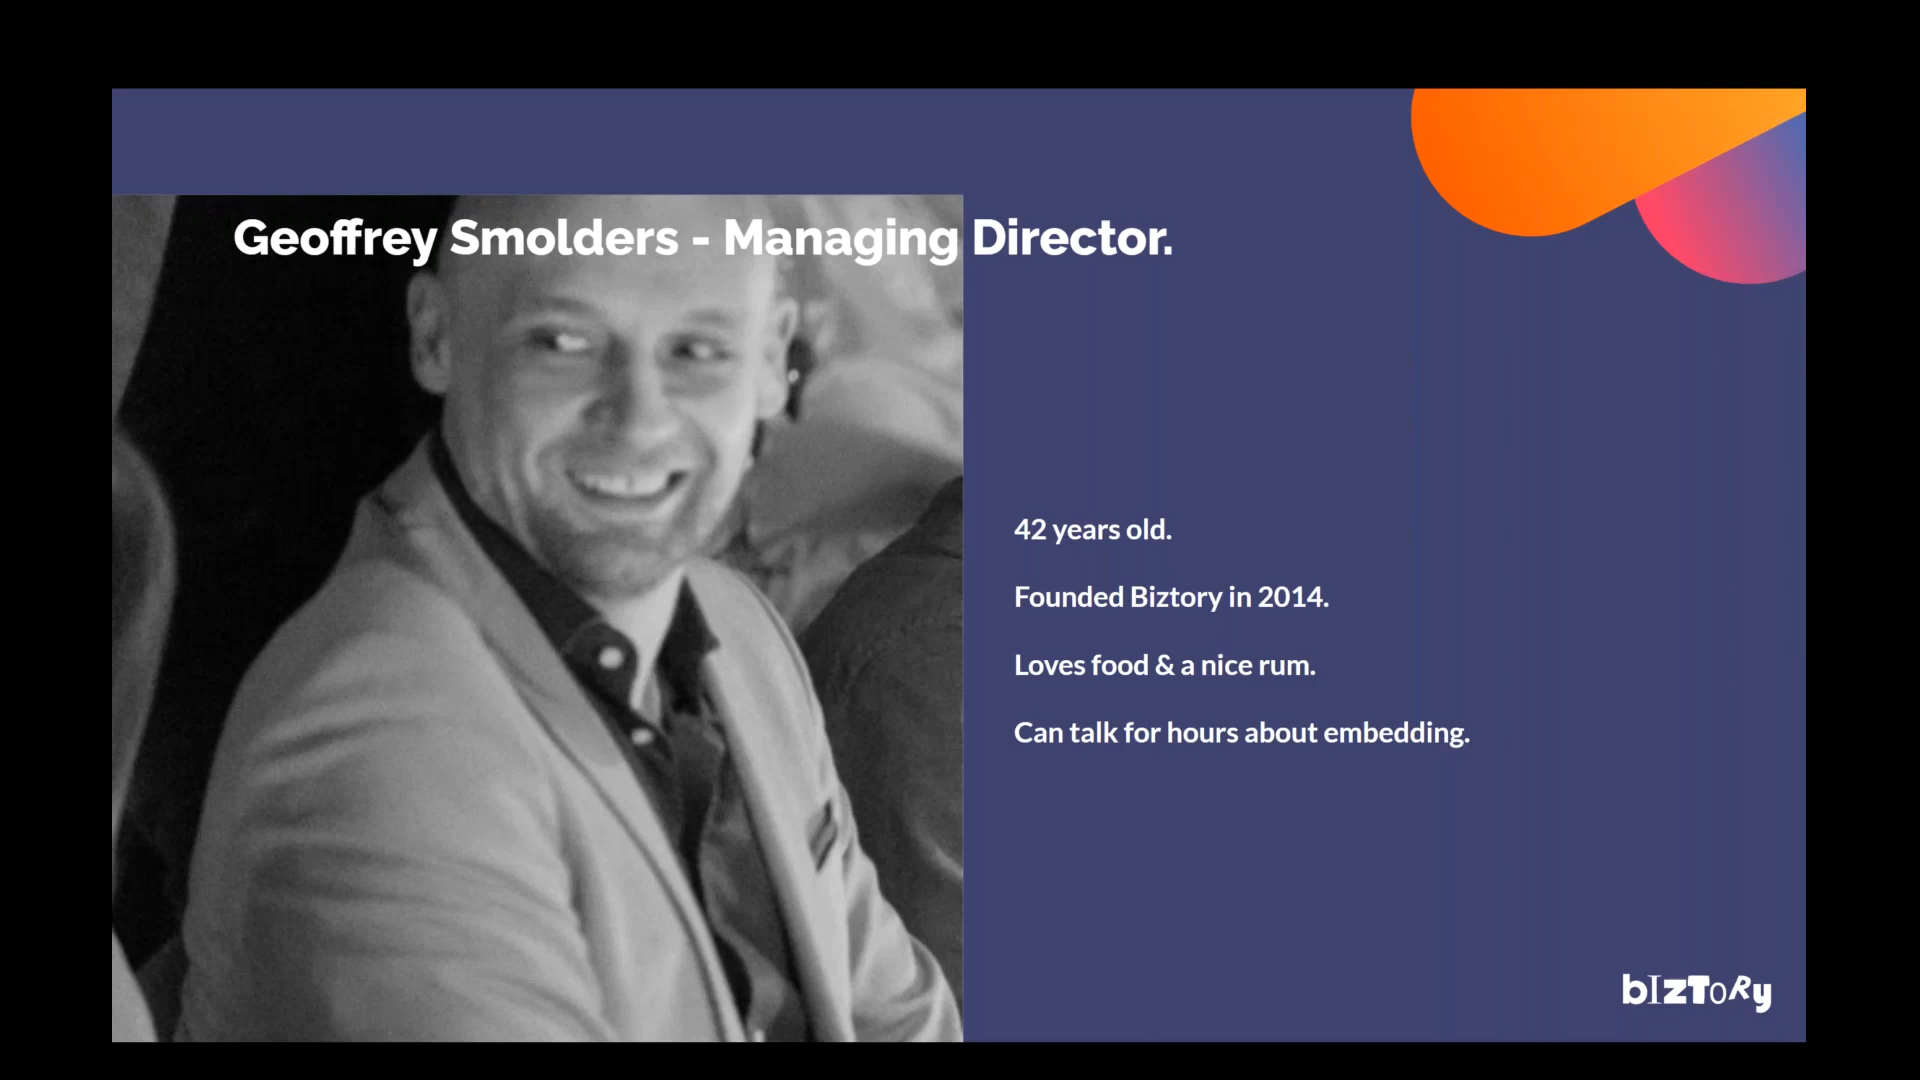 Geoffrey Smolders - Managing Director.
42 years old.
Founded Biztory in 2014.
Loves food & a nice rum.
Can talk for hours about embedding.
bIzToRy